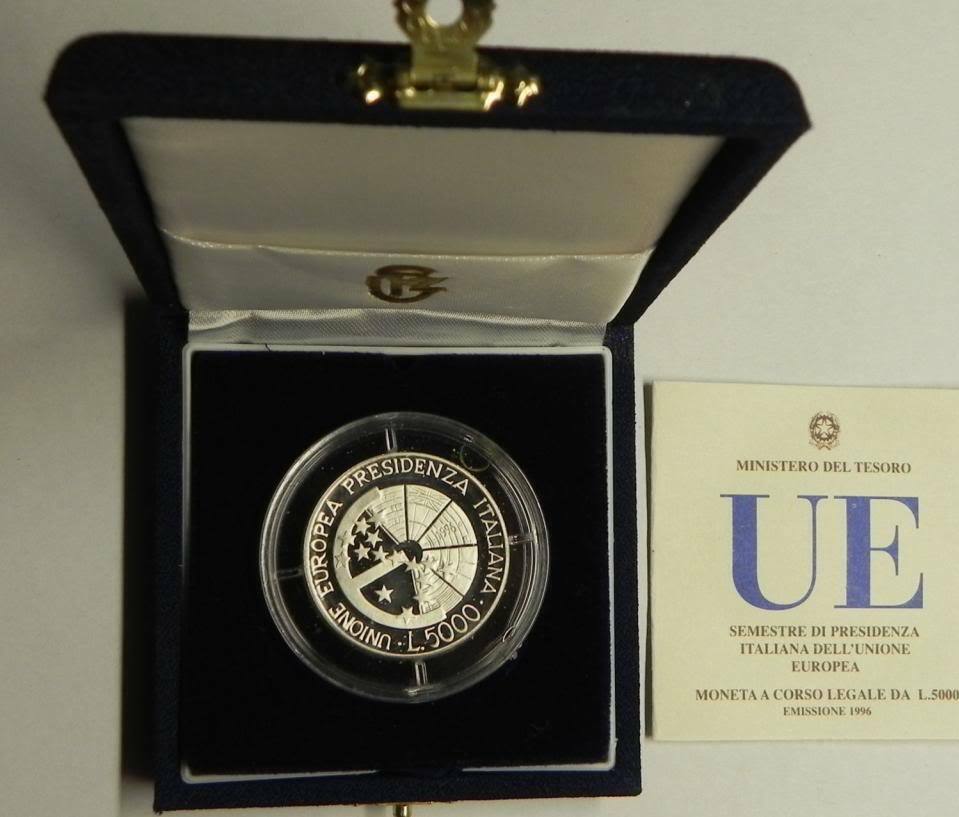 UNIONE EUROPEA PRESIDENZA ITALIANA · L.5000 ·
1996
MINISTERO DEL TESORO
UE
SEMESTRE DI PRESIDENZA
ITALIANA DELL'UNIONE
EUROPEA
MONETA A CORSO LEGALE DA L.5000
EMISSIONE 1996